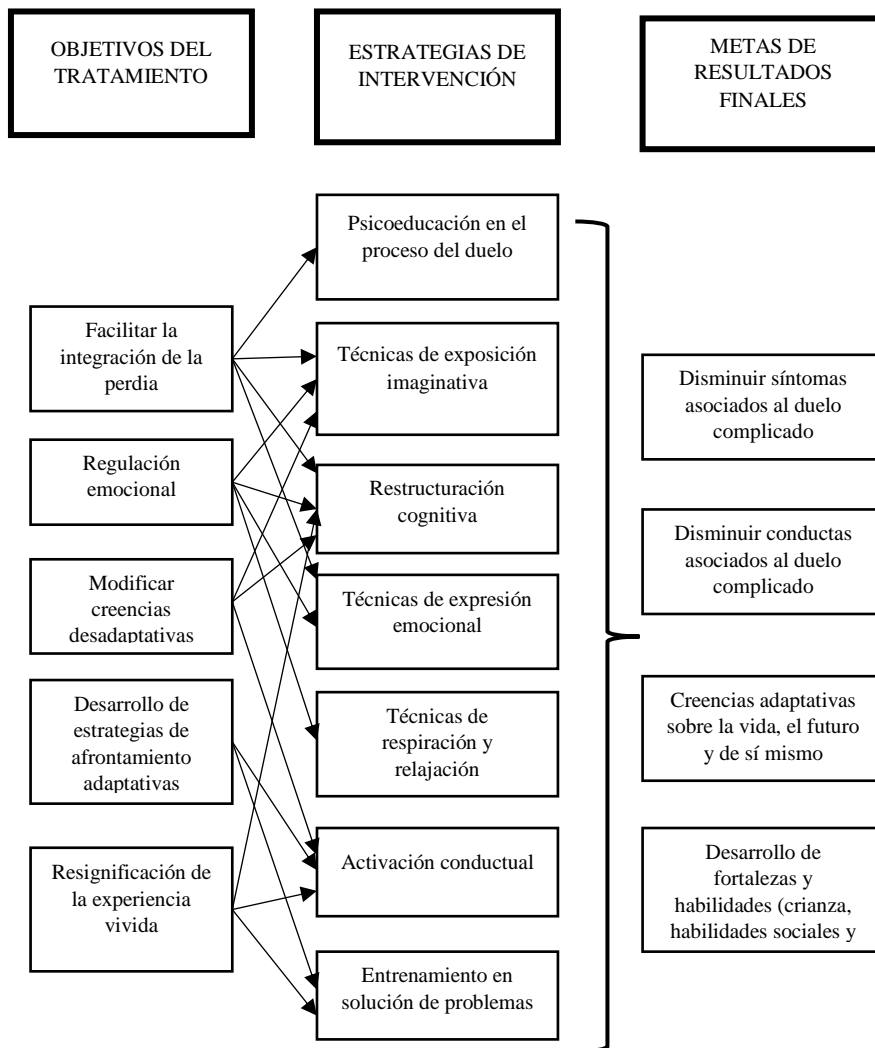 OBJETIVOS DEL
TRATAMIENTO
ESTRATEGIAS DE
INTERVENCIÓN
METAS DE
RESULTADOS
FINALES
Facilitar la
integración de la
perdia
Regulación
emocional
Modificar
creencias
desadaptativas
Desarrollo de
estrategias de
afrontamiento
adaptativas
Resignificación de
la experiencia
vivida
Psicoeducación en el
proceso del duelo
Técnicas de exposición
imaginativa
Restructuración
cognitiva
Técnicas de expresión
emocional
Técnicas de
respiración y
relajación
Activación conductual
Entrenamiento en
solución de problemas
Disminuir síntomas
asociados al duelo
complicado
Disminuir conductas
asociados al duelo
complicado
Creencias adaptativas
sobre la vida, el futuro
y de sí mismo
Desarrollo de
fortalezas y
habilidades (crianza,
habilidades sociales y